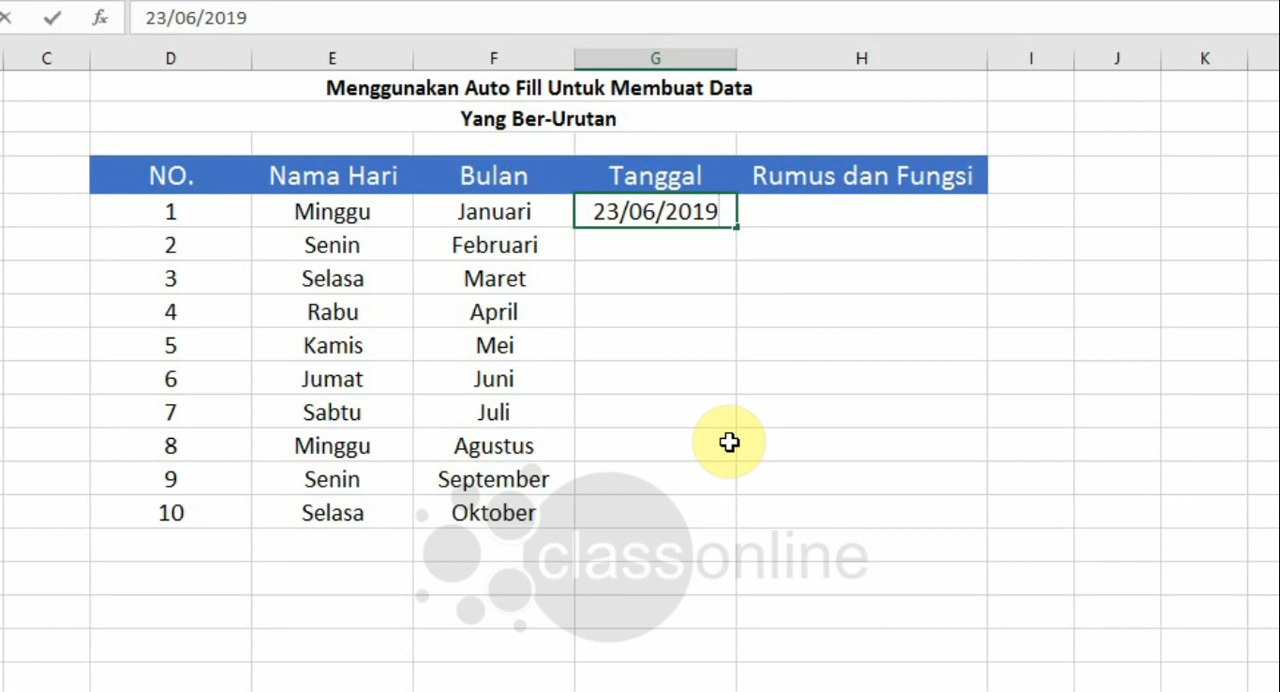 fx 23/06/2019
C D E F G H I J K
Menggunakan Auto Fill Untuk Membuat Data
Yang Ber-Urutan
NO. Nama Hari Bulan Tanggal Rumus dan Fungsi
1 Minggu Januari 23/06/2019
2 Senin Februari
3 Selasa Maret
4 Rabu April
5 Kamis Mei
6 Jumat Juni
7 Sabtu Juli
8 Minggu Agustus
9 Senin September
10 Selasa Oktober
classonline